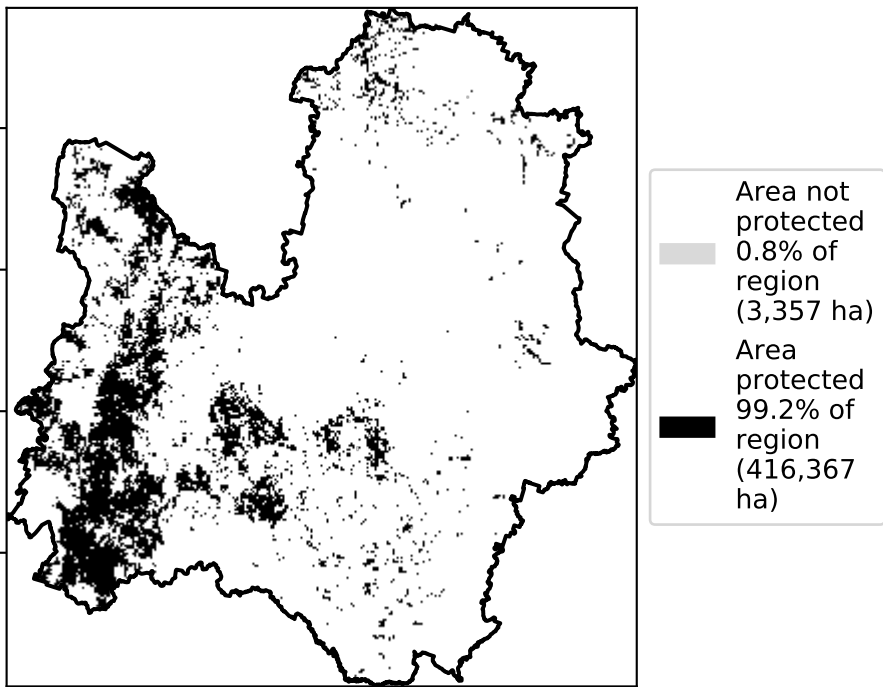 Area not
protected
0.8% of
region
(3,357 ha)
Area
protected
99.2% of
region
(416,367
ha)